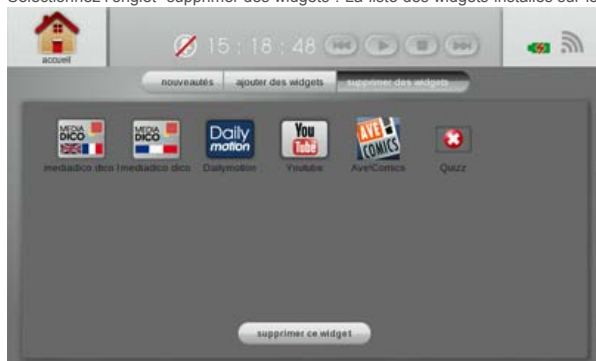 Sélectionnez l'onglet "supprimer des widgets". La liste des widgets installés sur
accueil
15 : 18 : 48
nouveautés ajouter des widgets supprimer des widgets
MEDIA DICO MEDIA DICO Daily motion You Tube AVE! COMICS
mediadico dico mediadico dico Dailymotion Youtube Ave!Comics Quizz
supprimer ce widget